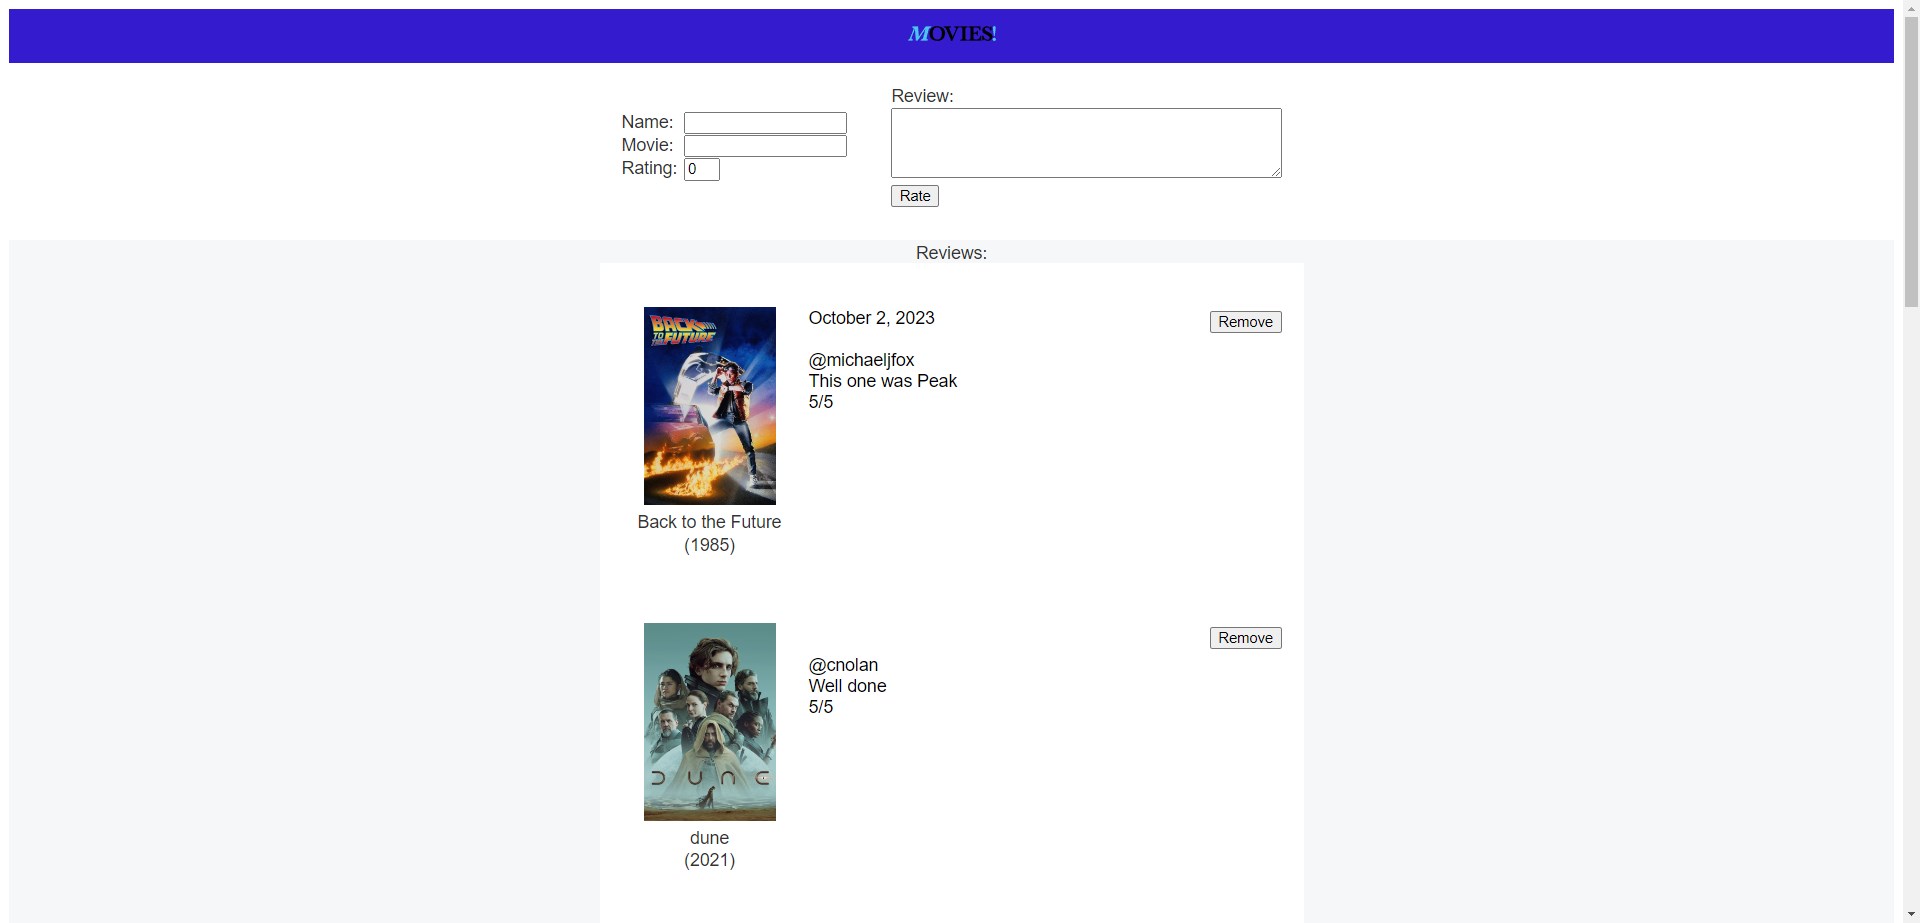 MOVIES!
Review:
Name:
Movie:
Rating: 0
Rate
Reviews:
BACK TO THE FUTURE
October 2, 2023
Remove
@michaeljfox
This one was Peak
5/5
Back to the Future
(1985)
Remove
@cnolan
Well done
5/5
DUNE
dune
(2021)